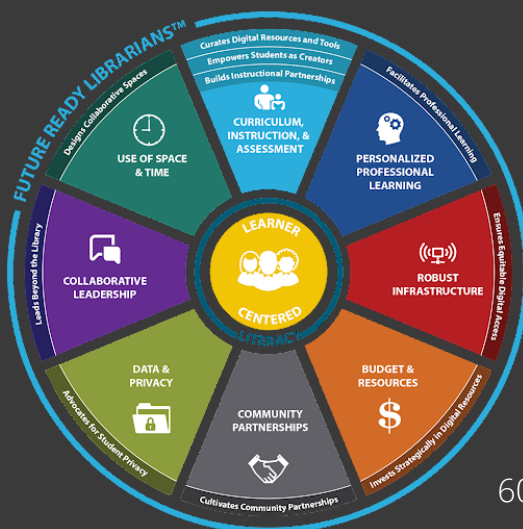 FUTURE READY LIBRARIANS™
Curates Digital Resources and Tools
Empowers Students as Creators
Builds Instructional Partnerships
CURRICULUM,
INSTRUCTION, &
ASSESSMENT
Facilitates Professional Learning
PERSONALIZED
PROFESSIONAL
LEARNING
Ensures Equitable Digital Access
ROBUST
INFRASTRUCTURE
Invests Strategically in Digital Resources
BUDGET &
RESOURCES
$
Cultivates Community Partnerships
COMMUNITY
PARTNERSHIPS
Advocates for Student Privacy
DATA &
PRIVACY
Leads Beyond the Library
COLLABORATIVE
LEADERSHIP
Designs Collaborative Spaces
USE OF SPACE
& TIME
LEARNER
CENTERED
LITERACY